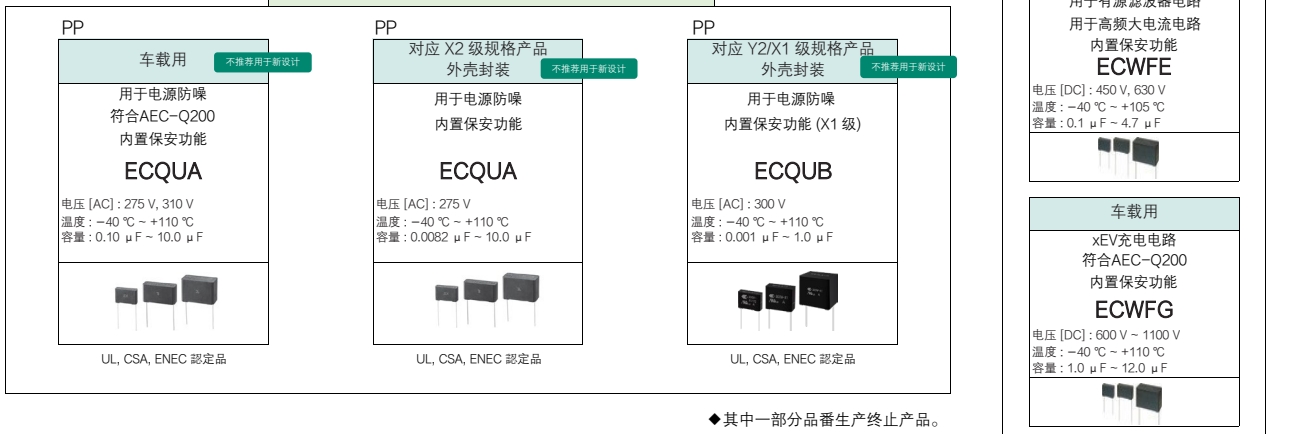 PP
车载用
不推荐用于新设计
用于电源防噪
符合AEC-Q200
内置保安功能
ECQUA
电压 [AC] : 275 V, 310 V
温度 : −40 ℃ ~ +110 ℃
容量 : 0.10 μF ~ 10.0 μF
UL, CSA, ENEC 認定品
PP
对应 X2 级规格产品
外壳封装
不推荐用于新设计
用于电源防噪
内置保安功能
ECQUA
电压 [AC] : 275 V
温度 : −40 ℃ ~ +110 ℃
容量 : 0.0082 μF ~ 10.0 μF
UL, CSA, ENEC 認定品
PP
对应 Y2/X1 级规格产品
外壳封装
不推荐用于新设计
用于电源防噪
内置保安功能 (X1 级)
ECQUB
电压 [AC] : 300 V
温度 : −40 ℃ ~ +110 ℃
容量 : 0.001 μF ~ 1.0 μF
UL, CSA, ENEC 認定品
◆其中一部分品番生产终止产品。
用于有源滤波器电路
用于高频大电流电路
内置保安功能
ECWFE
电压 [DC] : 450 V, 630 V
温度 : −40 ℃ ~ +105 ℃
容量 : 0.1 μF ~ 4.7 μF
车载用
xEV充电电路
符合AEC-Q200
内置保安功能
ECWFG
电压 [DC] : 600 V ~ 1100 V
温度 : −40 ℃ ~ +110 ℃
容量 : 1.0 μF ~ 12.0 μF